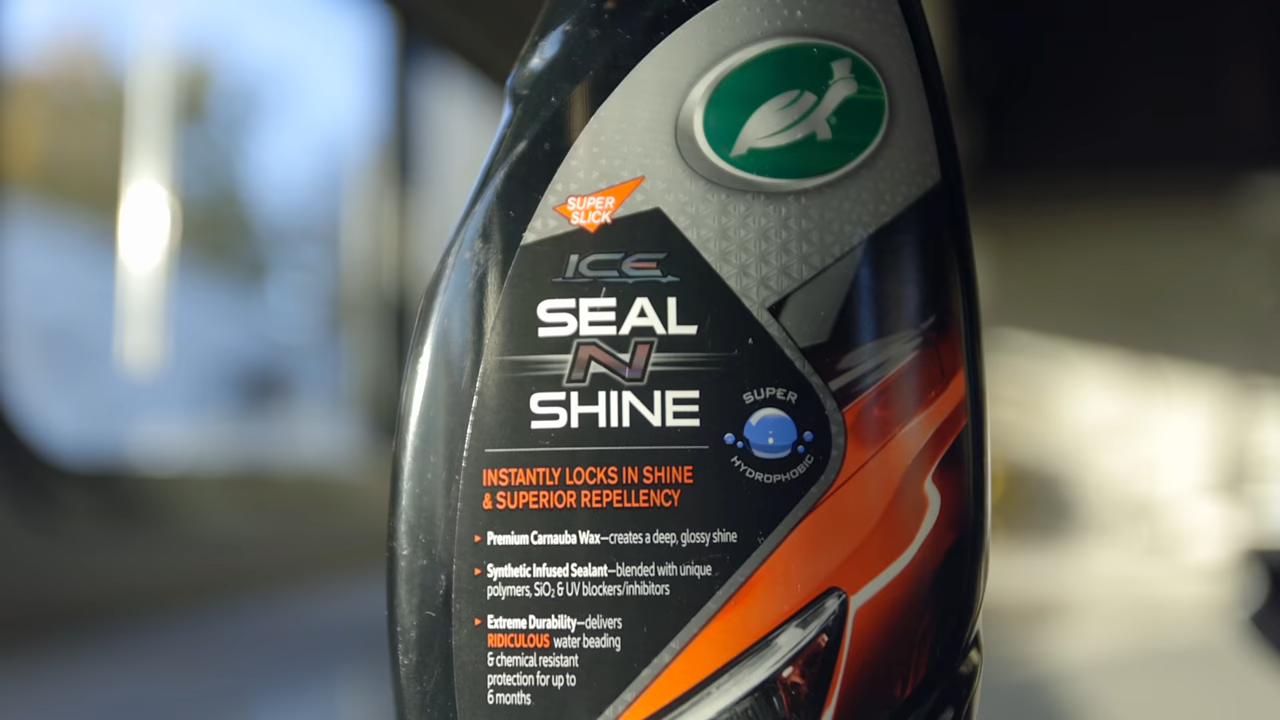 SUPER
SLICK
ICE
SEAL
N
SHINE
SUPER
HYDROPHOBIC
INSTANTLY LOCKS IN SHINE
& SUPERIOR REPELLENCY
Premium Carnauba Wax—creates a deep, glossy shine
Synthetic Infused Sealant—blended with unique
polymers, SiO₂ & UV blockers/inhibitors
Extreme Durability—delivers
RIDICULOUS water beading
& chemical resistant
protection for up to
6 months